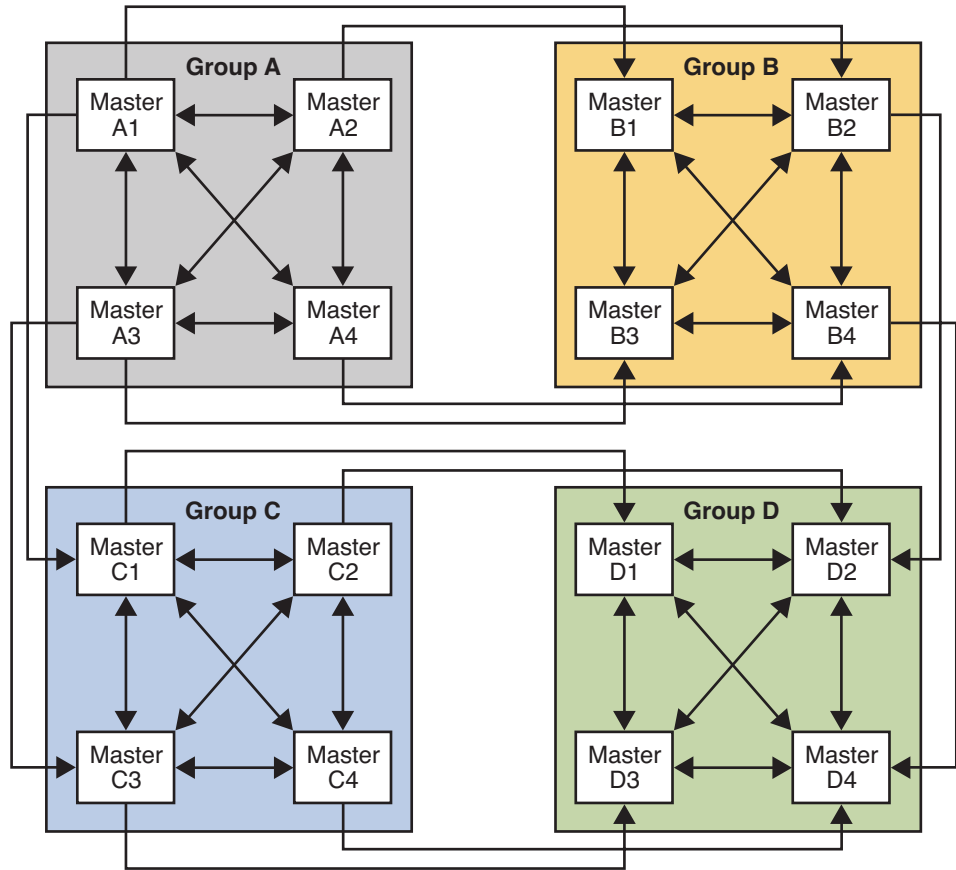 Group A
Master
A1
Master
A2
Master
A3
Master
A4
Group B
Master
B1
Master
B2
Master
B3
Master
B4
Group C
Master
C1
Master
C2
Master
C3
Master
C4
Group D
Master
D1
Master
D2
Master
D3
Master
D4